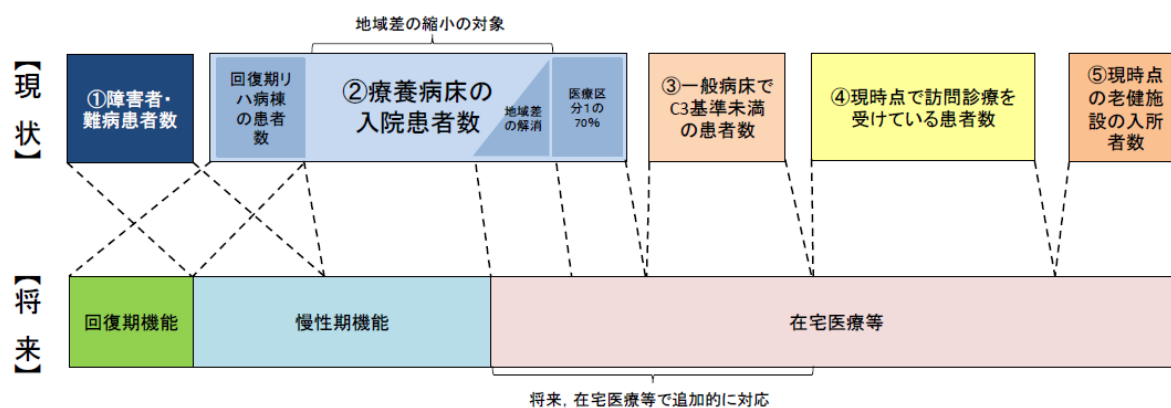 地域差の縮小の対象
【現状】
①障害者・
難病患者数
回復期リ
ハ病棟
の患者
数
②療養病床の
入院患者数
地域差
の解消
医療区
分1の
70%
③一般病床で
C3基準未満
の患者数
④現時点で訪問診療を
受けている患者数
⑤現時点
の老健施
設の入所
者数
【将来】
回復期機能
慢性期機能
在宅医療等
将来，在宅医療等で追加的に対応